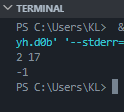 TERMINAL
PS C:\Users\KL> &
yh.d0b' '--stderr=
2 17
-1
PS C:\Users\KL>